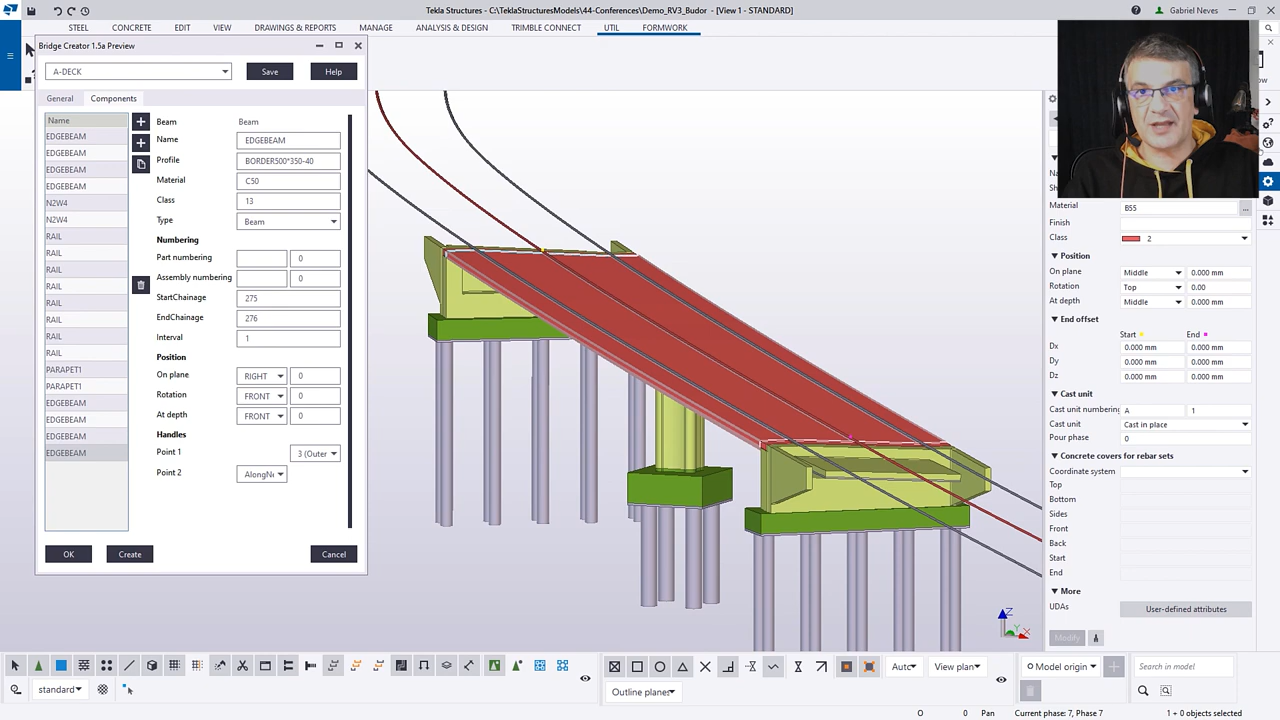 Tekla Structures - C:\TeklaStructuresModels\44-Conferences\Demo_RV3_Budor - [View 1 - STANDARD]
Gabriel Neves
STEEL CONCRETE EDIT VIEW DRAWINGS & REPORTS MANAGE ANALYSIS & DESIGN TRIMBLE CONNECT UTIL FORMWORK
Bridge Creator 1.5a Preview
A-DECK Save Help
General Components
Name
EDGEBEAM
EDGEBEAM
EDGEBEAM
EDGEBEAM
N2W4
N2W4
RAIL
RAIL
RAIL
RAIL
RAIL
RAIL
RAIL
RAIL
PARAPET1
PARAPET1
EDGEBEAM
EDGEBEAM
EDGEBEAM
EDGEBEAM
Beam Beam
Name EDGEBEAM
Profile BORDER500*350-40
Material C50
Class 13
Type Beam
Numbering
Part numbering 0
Assembly numbering 0
StartChainage 275
EndChainage 276
Interval 1
Position
On plane RIGHT 0
Rotation FRONT 0
At depth FRONT 0
Handles
Point 1 3 (Outer
Point 2 AlongNe
OK Create Cancel
Material B55 ...
Finish
Class 2
Position
On plane Middle 0.000 mm
Rotation Top 0.00
At depth Middle 0.000 mm
End offset
Start End
Dx 0.000 mm 0.000 mm
Dy 0.000 mm 0.000 mm
Dz 0.000 mm 0.000 mm
Cast unit
Cast unit numbering A 1
Cast unit Cast in place
Pour phase 0
Concrete covers for rebar sets
Coordinate system
Top
Bottom
Sides
Front
Back
Start
End
More
UDAs User-defined attributes
Modify
Z
Y
X
Auto View plan Model origin Search in model
standard Outline planes
O 0 Pan Current phase: 7, Phase 7 1 + 0 objects selected